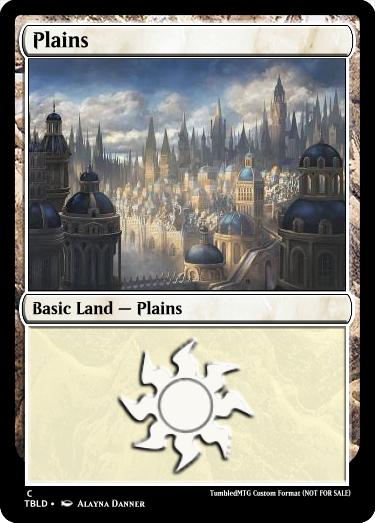 Plains
Basic Land — Plains
C
TBLD • Alayna Danner
TumbledMTG Custom Format (NOT FOR SALE)